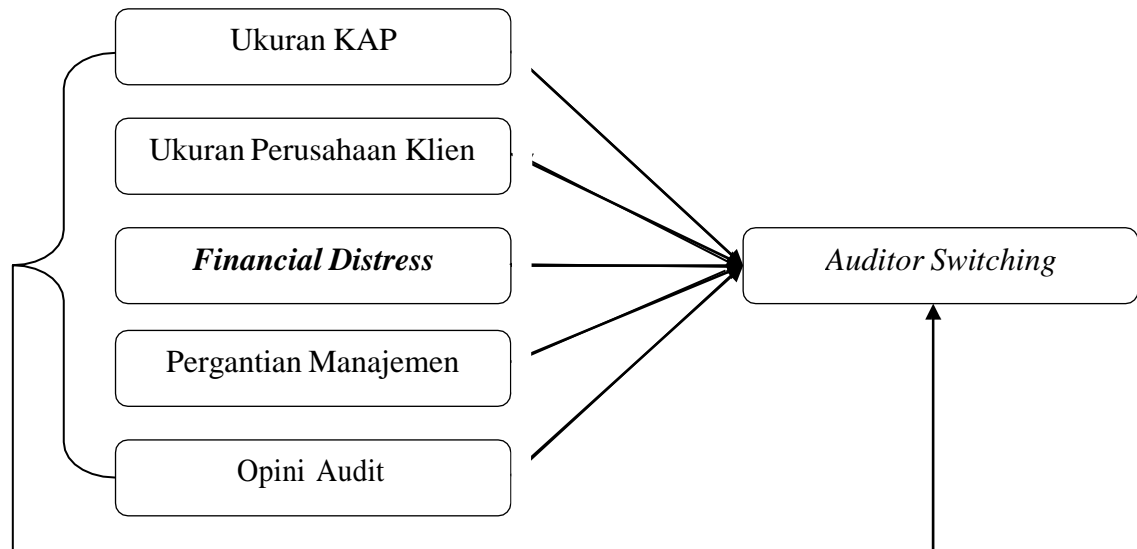 Ukuran KAP
Ukuran Perusahaan Klien
Financial Distress
Auditor Switching
Pergantian Manajemen
Opini Audit